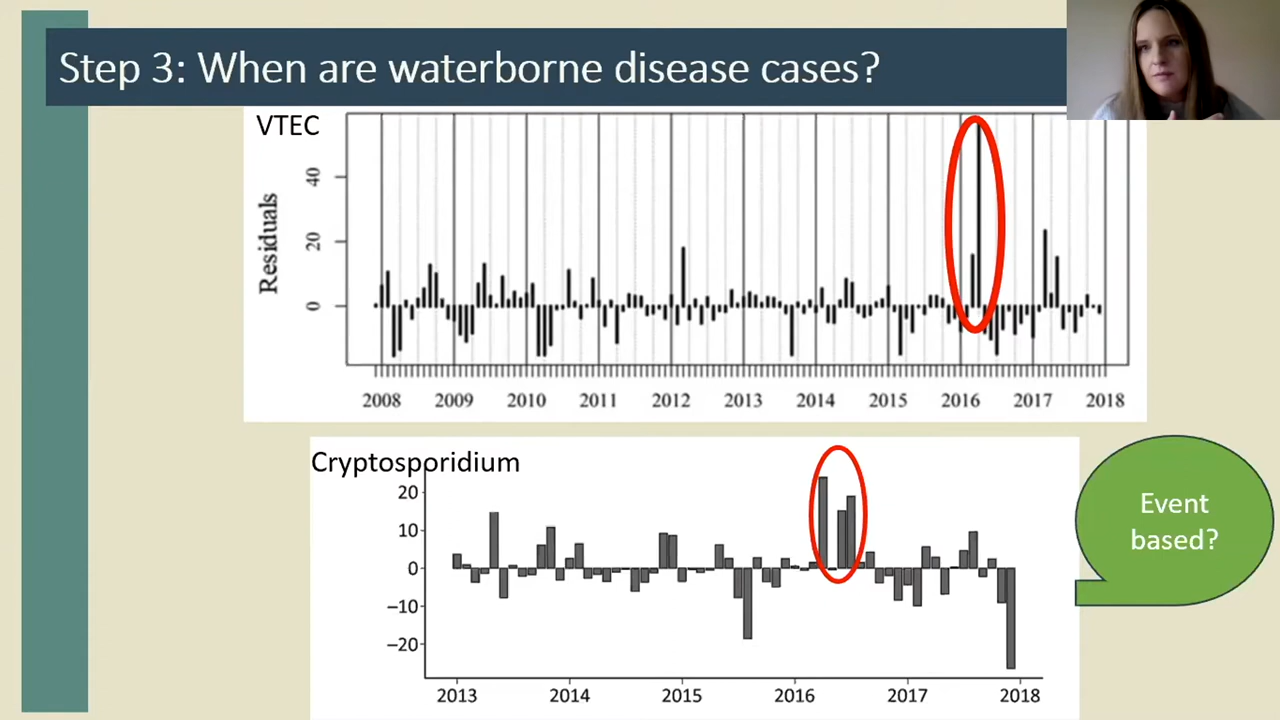 Step 3: When are waterborne disease cases?
VTEC
Residuals
40
20
0
2008 2009 2010 2011 2012 2013 2014 2015 2016 2017 2018
Cryptosporidium
20
10
0
−10
−20
2013 2014 2015 2016 2017 2018
Event
based?